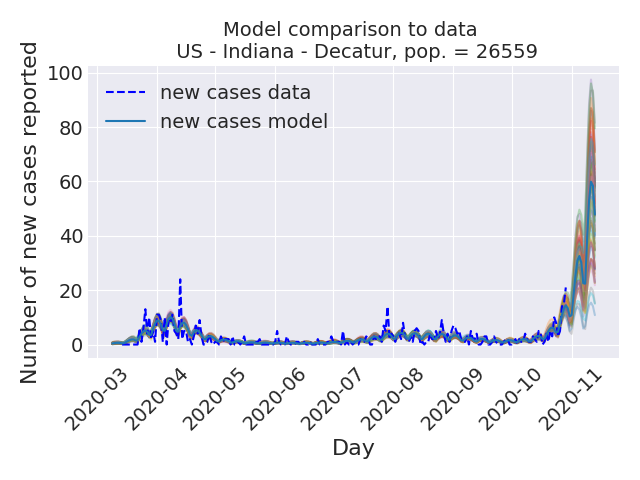 Model comparison to data
US - Indiana - Decatur, pop. = 26559
Number of new cases reported
100
80
60
40
20
0
new cases data
new cases model
2020-03
2020-04
2020-05
2020-06
2020-07
2020-08
2020-09
2020-10
2020-11
Day